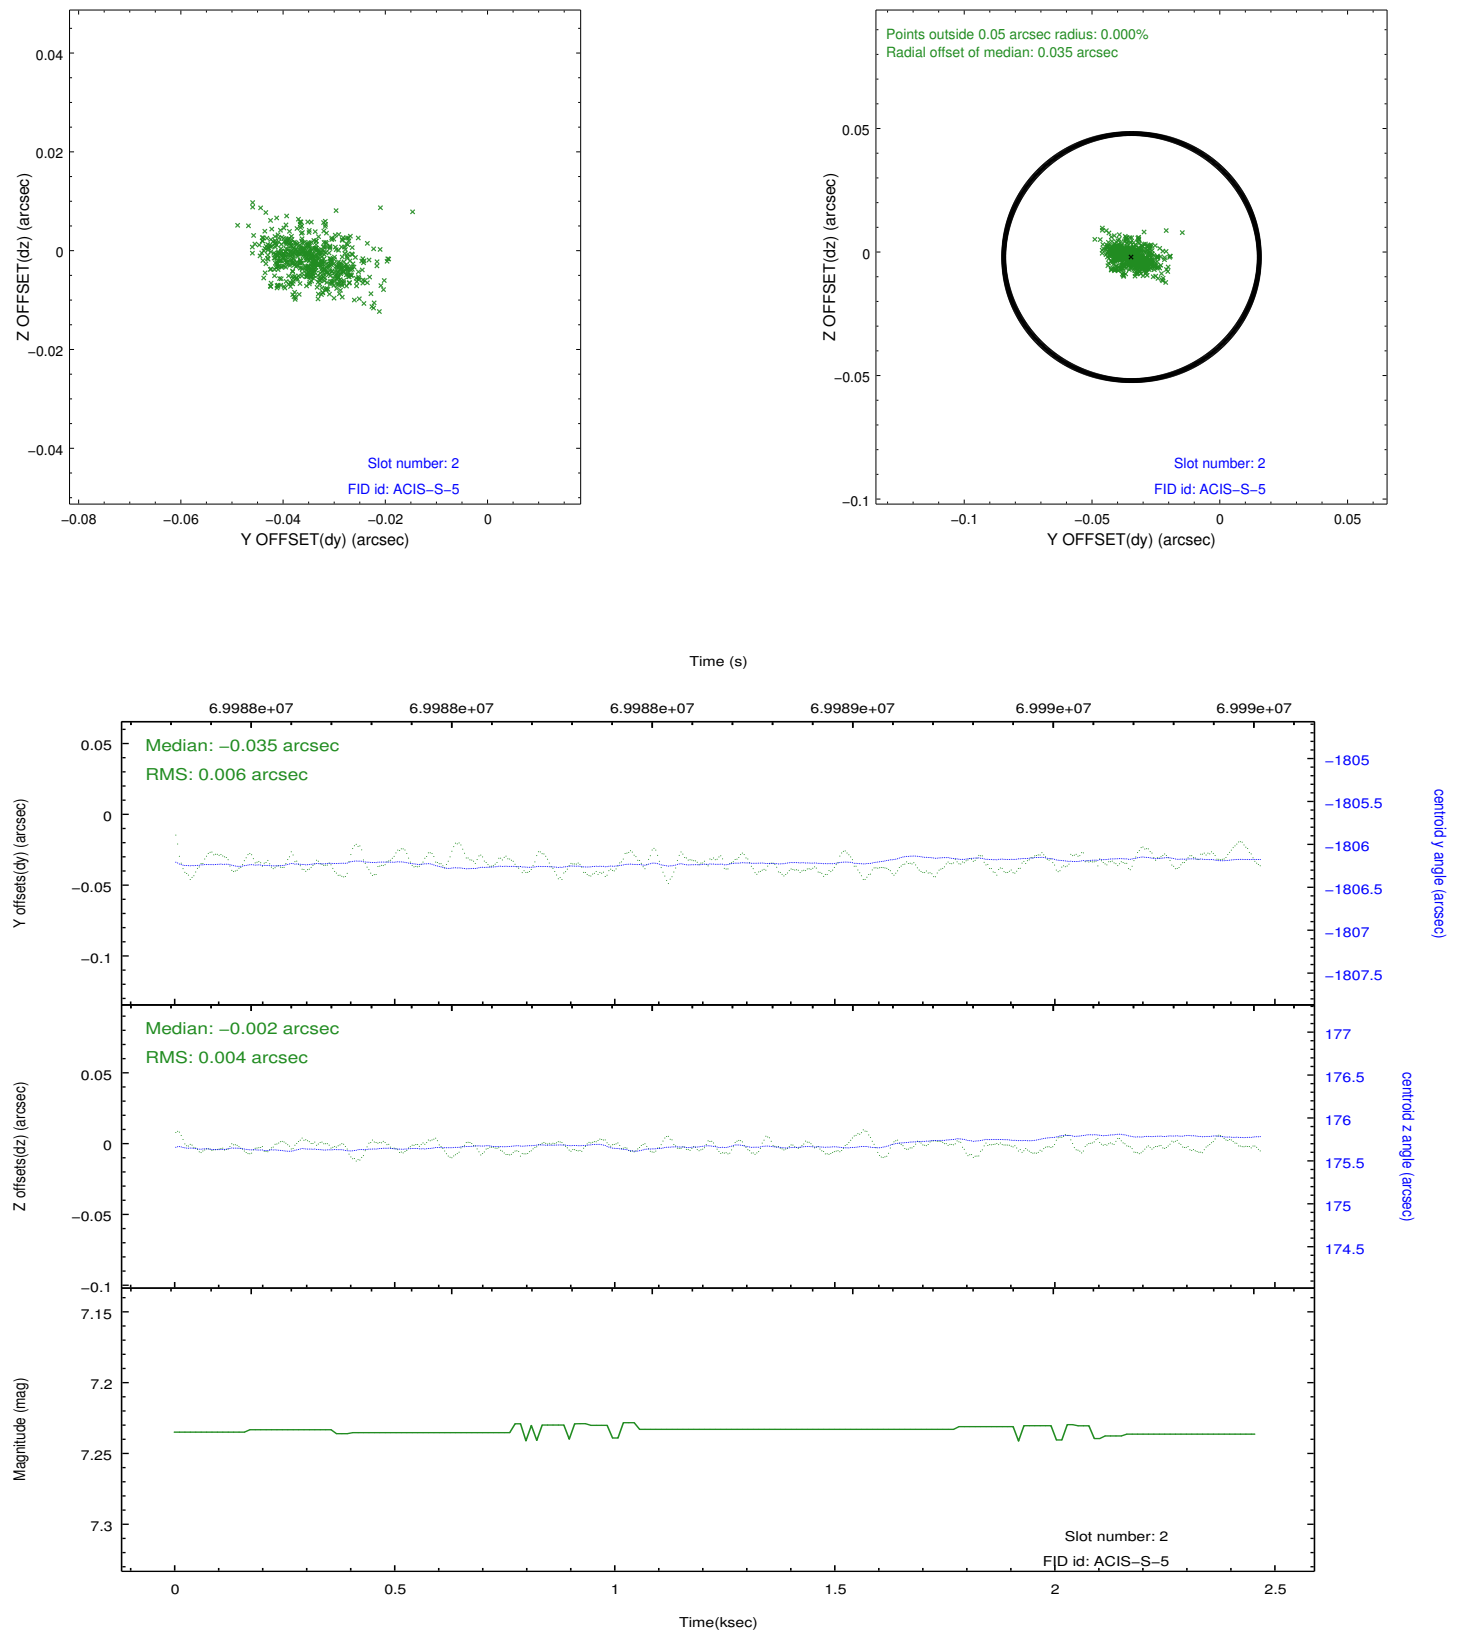 0.04
0.02
0
−0.02
−0.04
Z OFFSET(dz) (arcsec)
Slot number: 2
FID id: ACIS−S−5
−0.08 −0.06 −0.04 −0.02 0
Y OFFSET(dy) (arcsec)
Points outside 0.05 arcsec radius: 0.000%
Radial offset of median: 0.035 arcsec
0.05
0
−0.05
−0.1
Z OFFSET(dz) (arcsec)
Slot number: 2
FID id: ACIS−S−5
−0.1 −0.05 0 0.05
Y OFFSET(dy) (arcsec)
Time (s)
6.9988e+07 6.9988e+07 6.9988e+07 6.9989e+07 6.999e+07 6.999e+07
Median: −0.035 arcsec
RMS: 0.006 arcsec
0.05
0
−0.05
−0.1
Y offsets(dy) (arcsec)
−1805
−1805.5
−1806
−1806.5
−1807
−1807.5
centroid y angle (arcsec)
Median: −0.002 arcsec
RMS: 0.004 arcsec
0.05
0
−0.05
−0.1
Z offsets(dz) (arcsec)
177
176.5
176
175.5
175
174.5
centroid z angle (arcsec)
7.15
7.2
7.25
7.3
Magnitude (mag)
Slot number: 2
FID id: ACIS−S−5
0 0.5 1 1.5 2 2.5
Time(ksec)